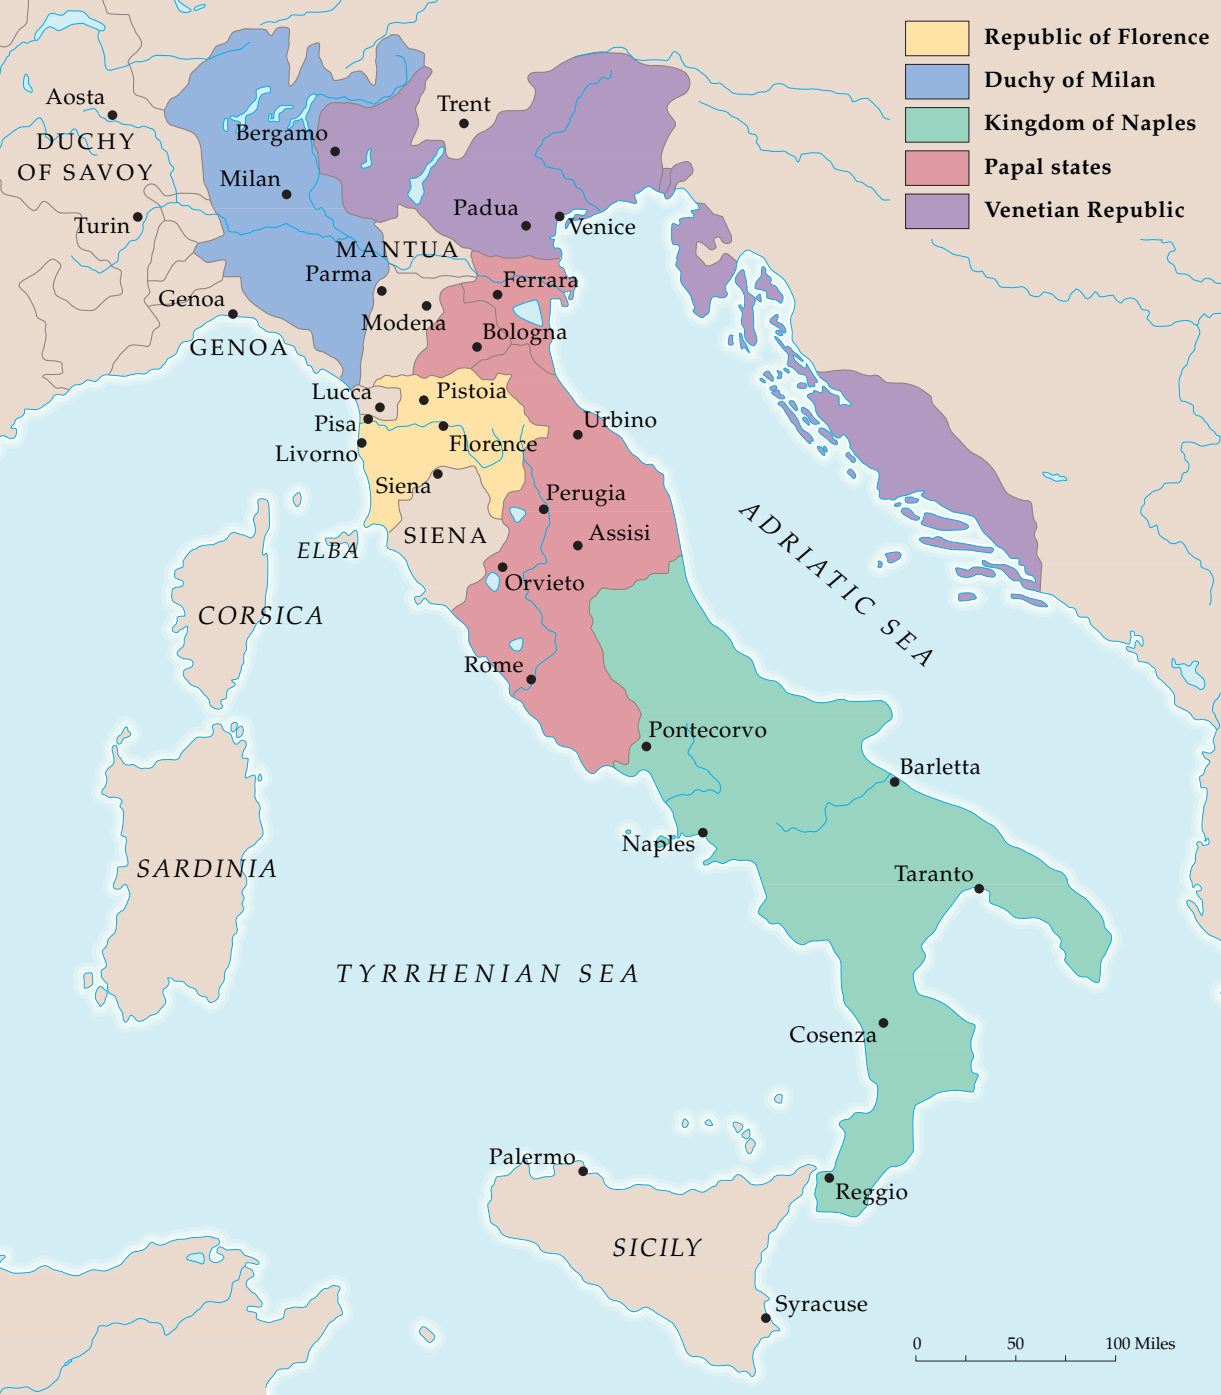 Republic of Florence
Duchy of Milan
Kingdom of Naples
Papal states
Venetian Republic
Aosta
DUCHY
OF SAVOY
Turin
Trent
Bergamo
Milan
Padua
Venice
MANTUA
Parma
Ferrara
Genoa
Modena
Bologna
GENOA
Lucca
Pistoia
Pisa
Urbino
Florence
Livorno
Siena
Perugia
SIENA
Assisi
ELBA
Orvieto
ADRIATIC SEA
CORSICA
Rome
Pontecorvo
Barletta
Naples
SARDINIA
Taranto
TYRRHENIAN SEA
Cosenza
Palermo
Reggio
SICILY
Syracuse
0 50 100 Miles